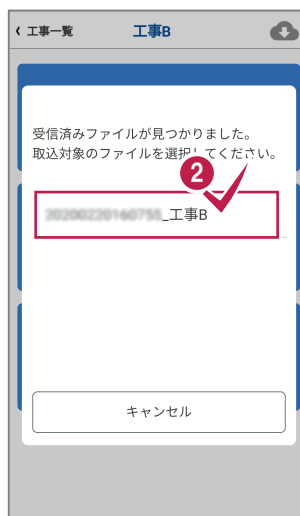 工事一覧 工事B
受信済みファイルが見つかりました。
取込対象のファイルを選択してください。
2
_工事B
キャンセル